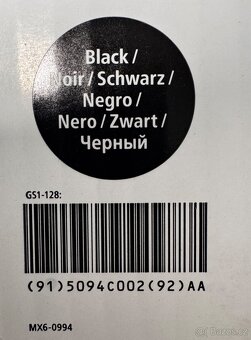 Black /
Noir / Schwarz /
Negro /
Nero / Zwart /
Черный
GS1-128:
(91)5094C002(92)AA
MX6-0994